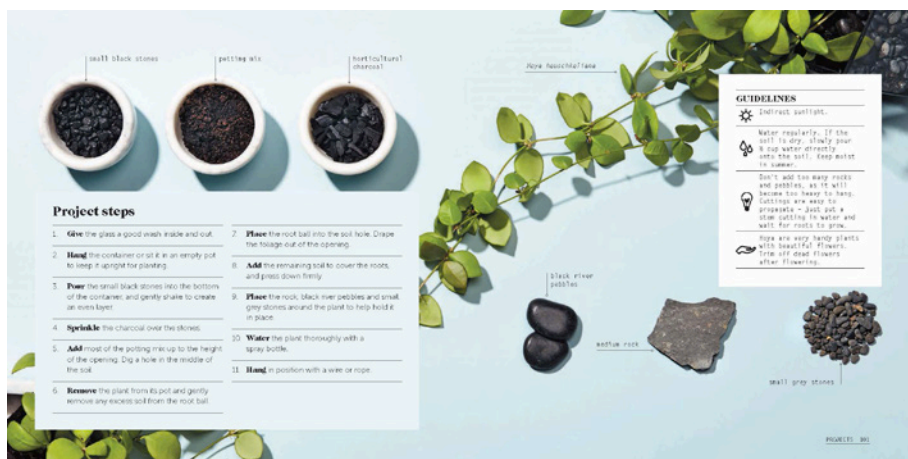 small black stones
potting mix
horticultural
charcoal
Project steps
1. Give the glass a good wash inside and out.
2. Hang the container or sit it in an empty pot
to keep it upright for planting.
3. Pour the small black stones into the bottom
of the container, and gently shake to create
an even layer.
4. Sprinkle the charcoal over the stones.
5. Add most of the potting mix up to the height
of the opening. Dig a hole in the middle of
the soil.
6. Remove the plant from its pot and gently
remove any excess soil from the root ball.
7. Place the root ball into the soil hole. Drape
the foliage out of the opening.
8. Add the remaining soil to cover the roots,
and press down firmly.
9. Place the rock, black river pebbles and small
grey stones around the plant to help hold it
in place.
10. Water the plant thoroughly with a
spray bottle.
11. Hang in position with a wire or rope.
Hoya
GUIDELINES
Indirect sunlight.
Water regularly. If the
soil is dry, slowly pour
cup water directly
onto the soil. Keep moist
in summer.
Don't add too many rocks
and pebbles, as it will
become too heavy to hang.
Cuttings are easy to
propagate – just put a
stem cutting in water and
wait for roots to grow.
Hoya are very hardy plants
with beautiful flowers.
Trim off dead flowers
after flowering.
black river
pebbles
medium rock
small grey stones
PROJECTS